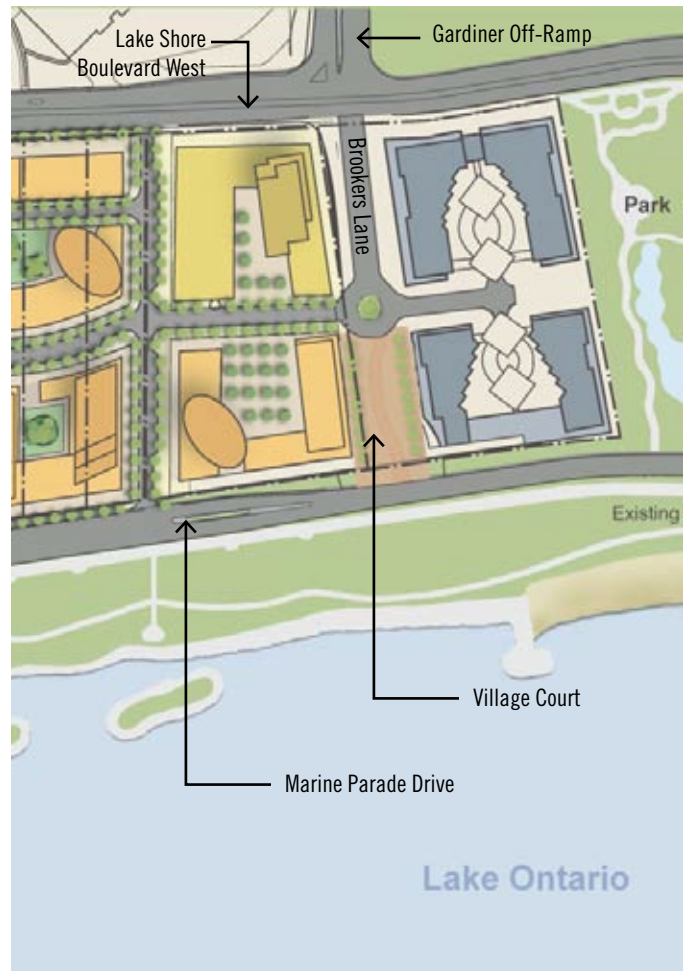 Lake Shore
Boulevard West
Gardiner Off-Ramp
Brookers Lane
Park
Existing
Village Court
Marine Parade Drive
Lake Ontario